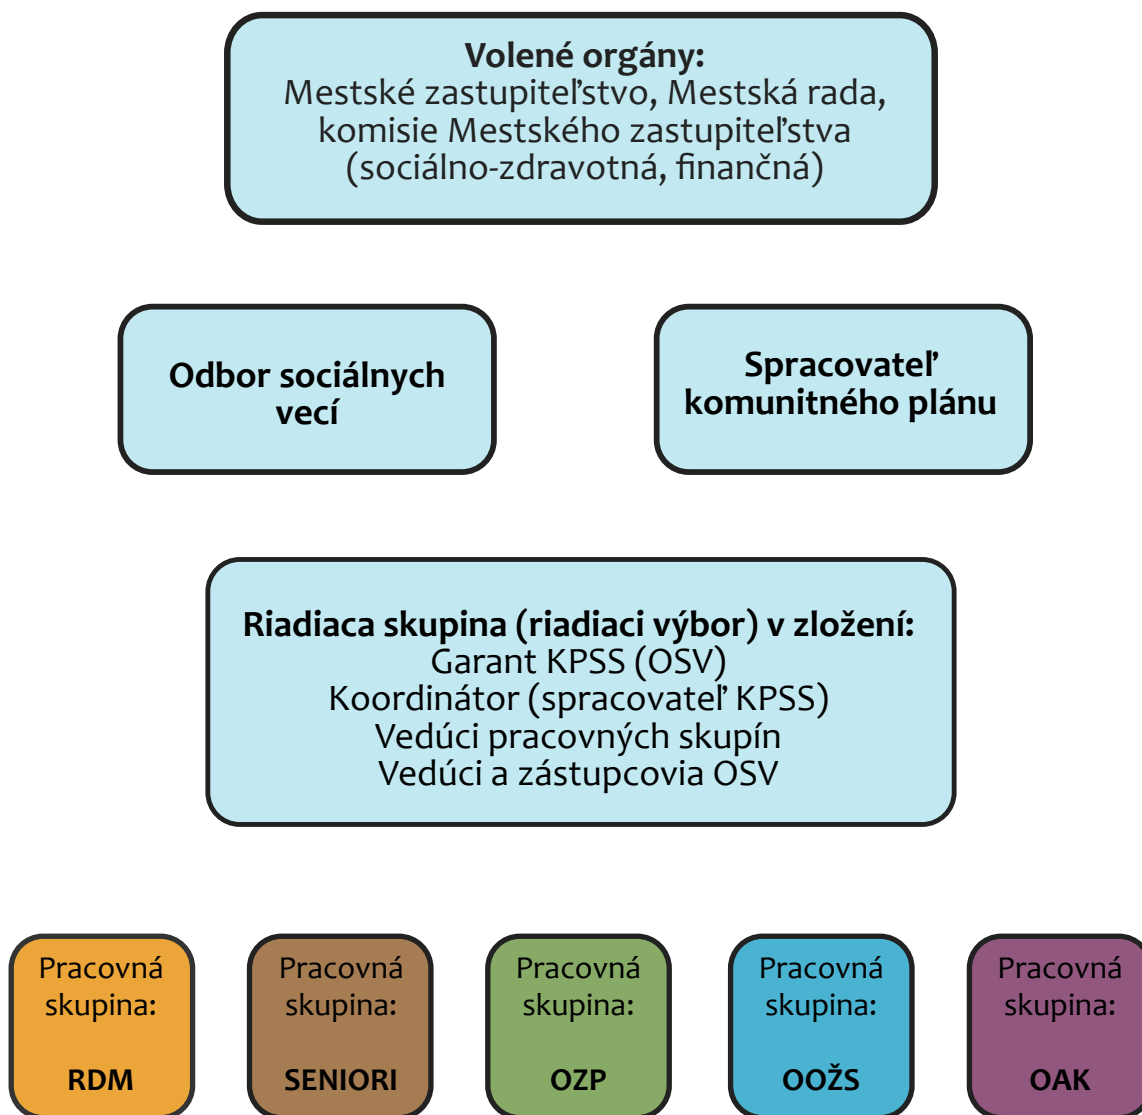 Volené orgány:
Mestské zastupiteľstvo, Mestská rada,
komisie Mestského zastupiteľstva
(sociálno-zdravotná, finančná)
Odbor sociálnych
vecí
Spracovateľ
komunitného plánu
Riadiaca skupina (riadiaci výbor) v zložení:
Garant KPSS (OSV)
Koordinátor (spracovateľ KPSS)
Vedúci pracovných skupín
Vedúci a zástupcovia OSV
Pracovná
skupina:
RDM
Pracovná
skupina:
SENIORI
Pracovná
skupina:
OZP
Pracovná
skupina:
OOŽS
Pracovná
skupina:
OAK